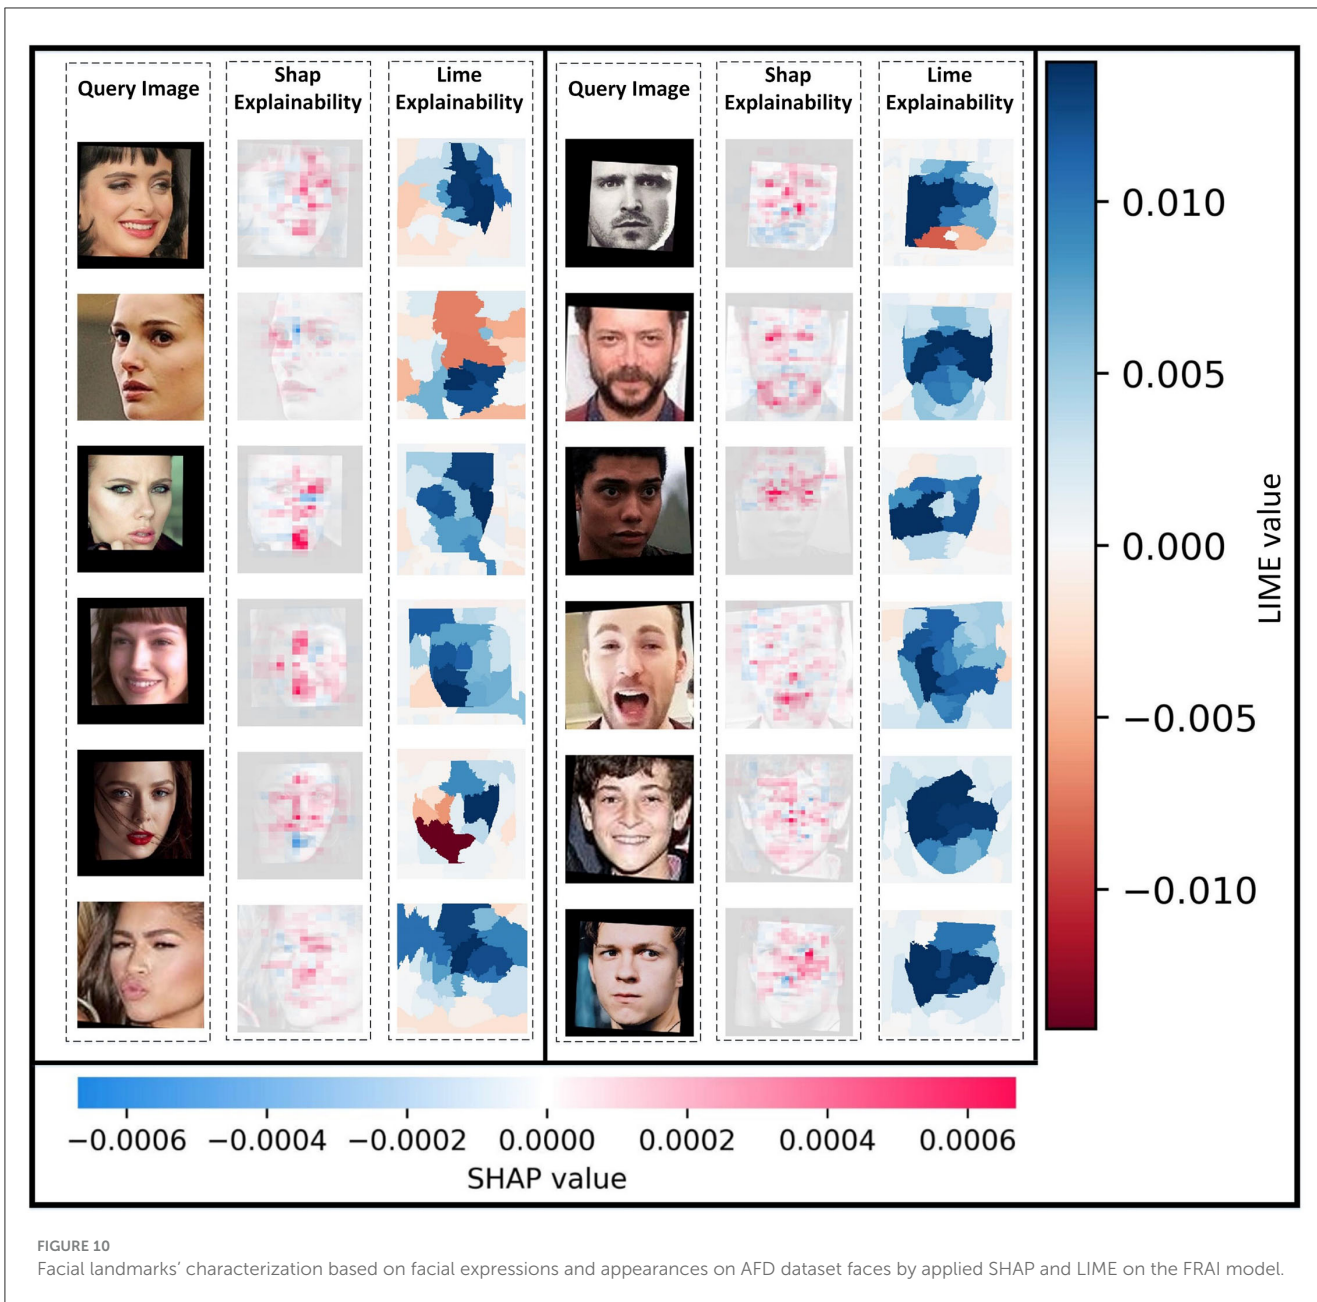 Query Image
Shap
Explainability
Lime
Explainability
Query Image
Shap
Explainability
Lime
Explainability
0.010
0.005
0.000
−0.005
−0.010
LIME value
−0.0006 −0.0004 −0.0002 0.0000 0.0002 0.0004 0.0006
SHAP value
FIGURE 10
Facial landmarks' characterization based on facial expressions and appearances on AFD dataset faces by applied SHAP and LIME on the FRAI model.